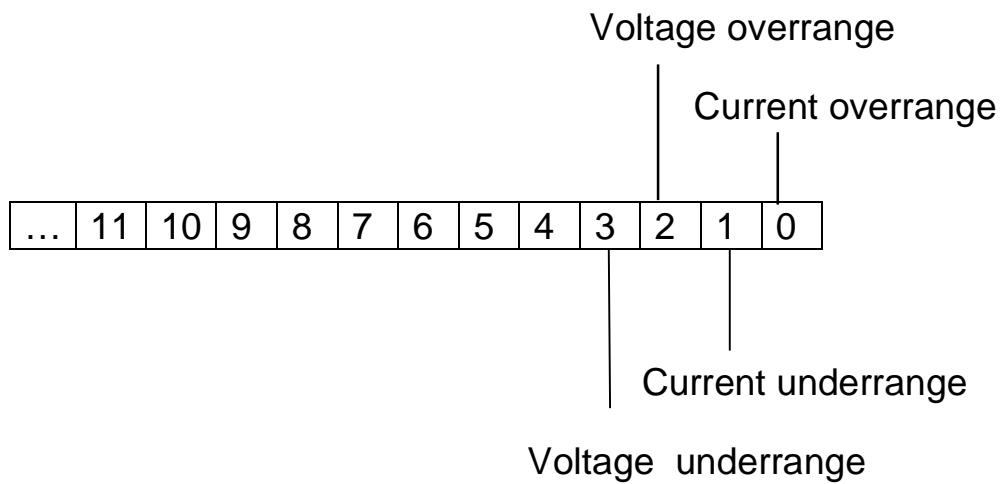 Voltage overrange
Current overrange
… 11 10 9 8 7 6 5 4 3 2 1 0
Current underrange
Voltage underrange